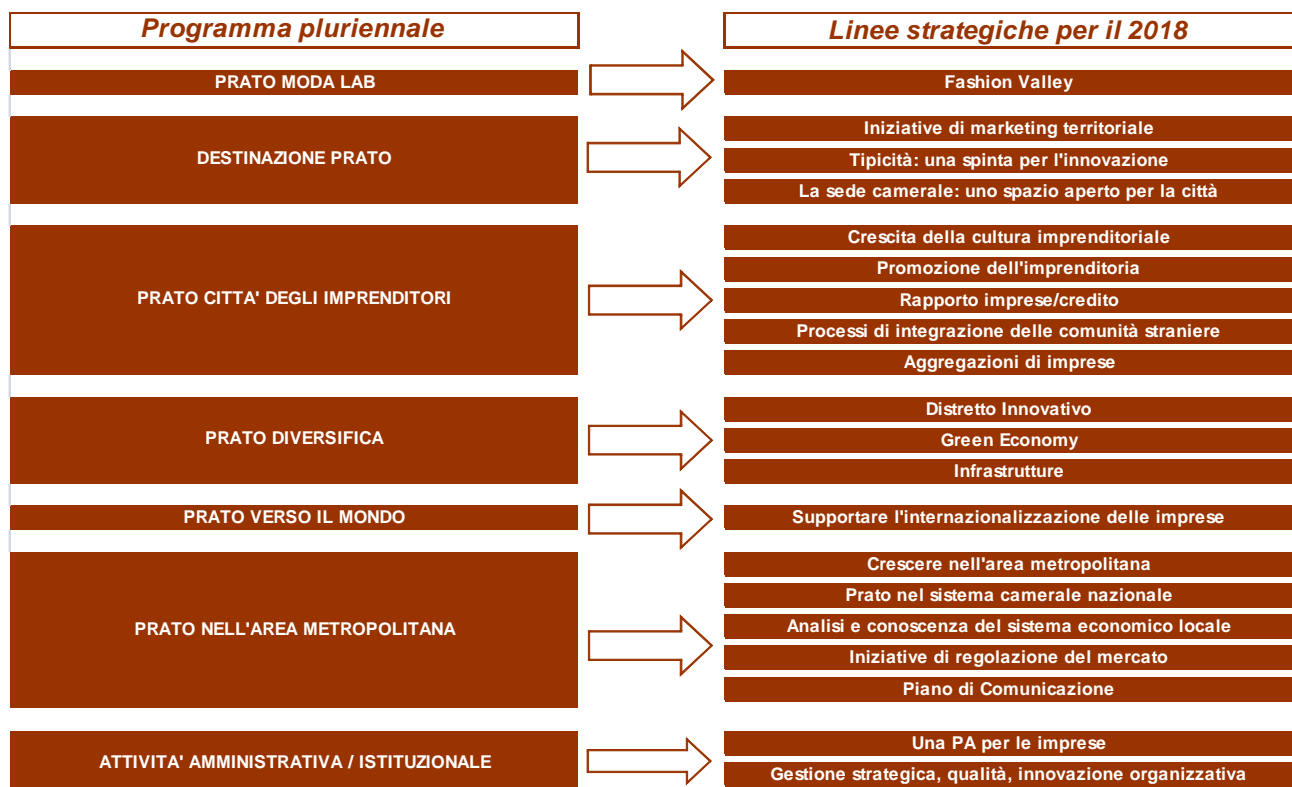 Programma pluriennale
Linee strategiche per il 2018
PRATO MODA LAB
Fashion Valley
DESTINAZIONE PRATO
Iniziative di marketing territoriale
Tipicità: una spinta per l'innovazione
La sede camerale: uno spazio aperto per la città
PRATO CITTA' DEGLI IMPRENDITORI
Crescita della cultura imprenditoriale
Promozione dell'imprenditoria
Rapporto imprese/credito
Processi di integrazione delle comunità straniere
Aggregazioni di imprese
PRATO DIVERSIFICA
Distretto Innovativo
Green Economy
Infrastrutture
PRATO VERSO IL MONDO
Supportare l'internazionalizzazione delle imprese
PRATO NELL'AREA METROPOLITANA
Crescere nell'area metropolitana
Prato nel sistema camerale nazionale
Analisi e conoscenza del sistema economico locale
Iniziative di regolazione del mercato
Piano di Comunicazione
ATTIVITA' AMMINISTRATIVA / ISTITUZIONALE
Una PA per le imprese
Gestione strategica, qualità, innovazione organizzativa